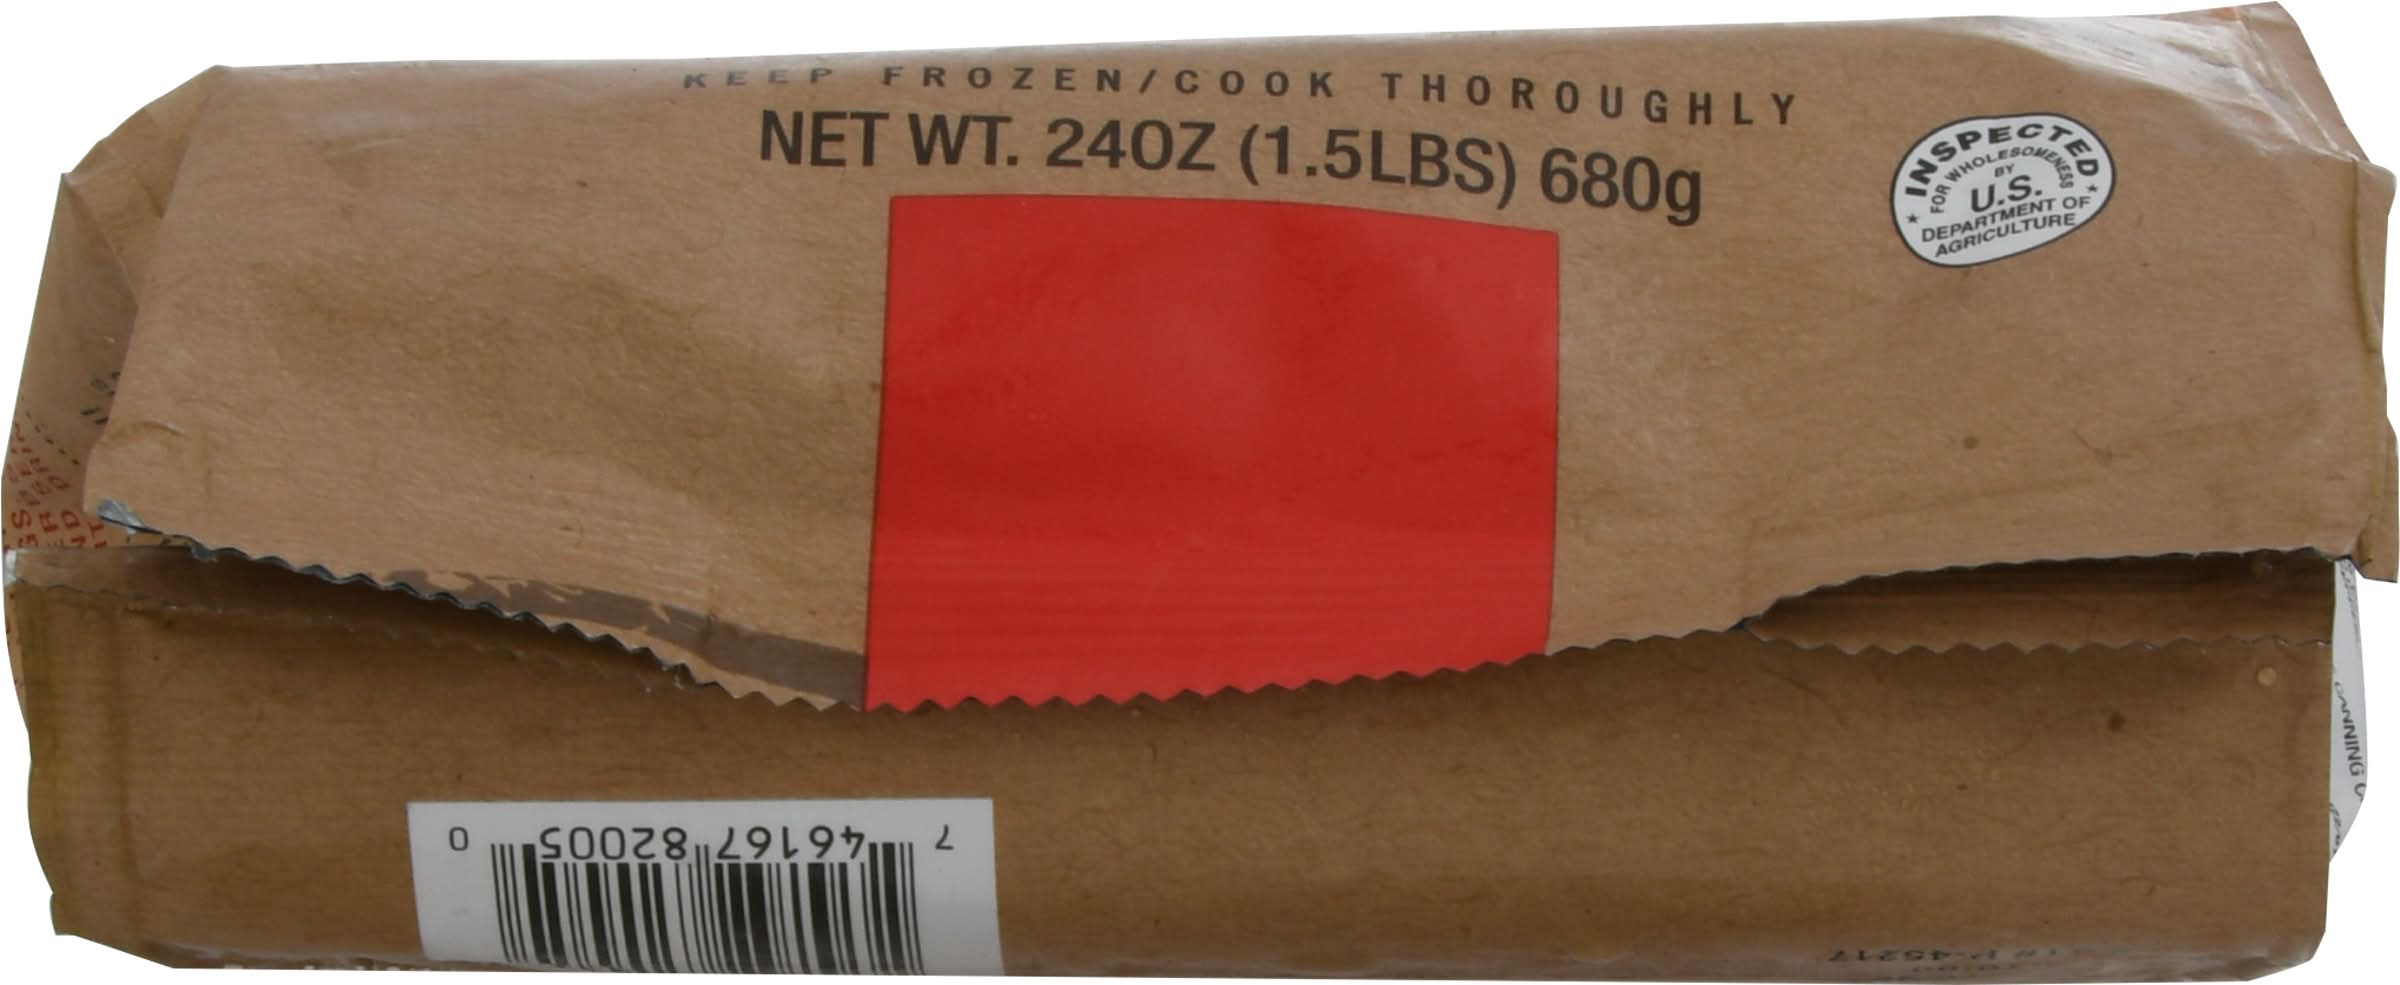 KEEP FROZEN/COOK THOROUGHLY
NET WT. 24OZ (1.5LBS) 680g
INSPECTED
FOR WHOLESOMENESS
BY
U.S.
DEPARTMENT OF
AGRICULTURE
7 46167 82005 0
P-45217